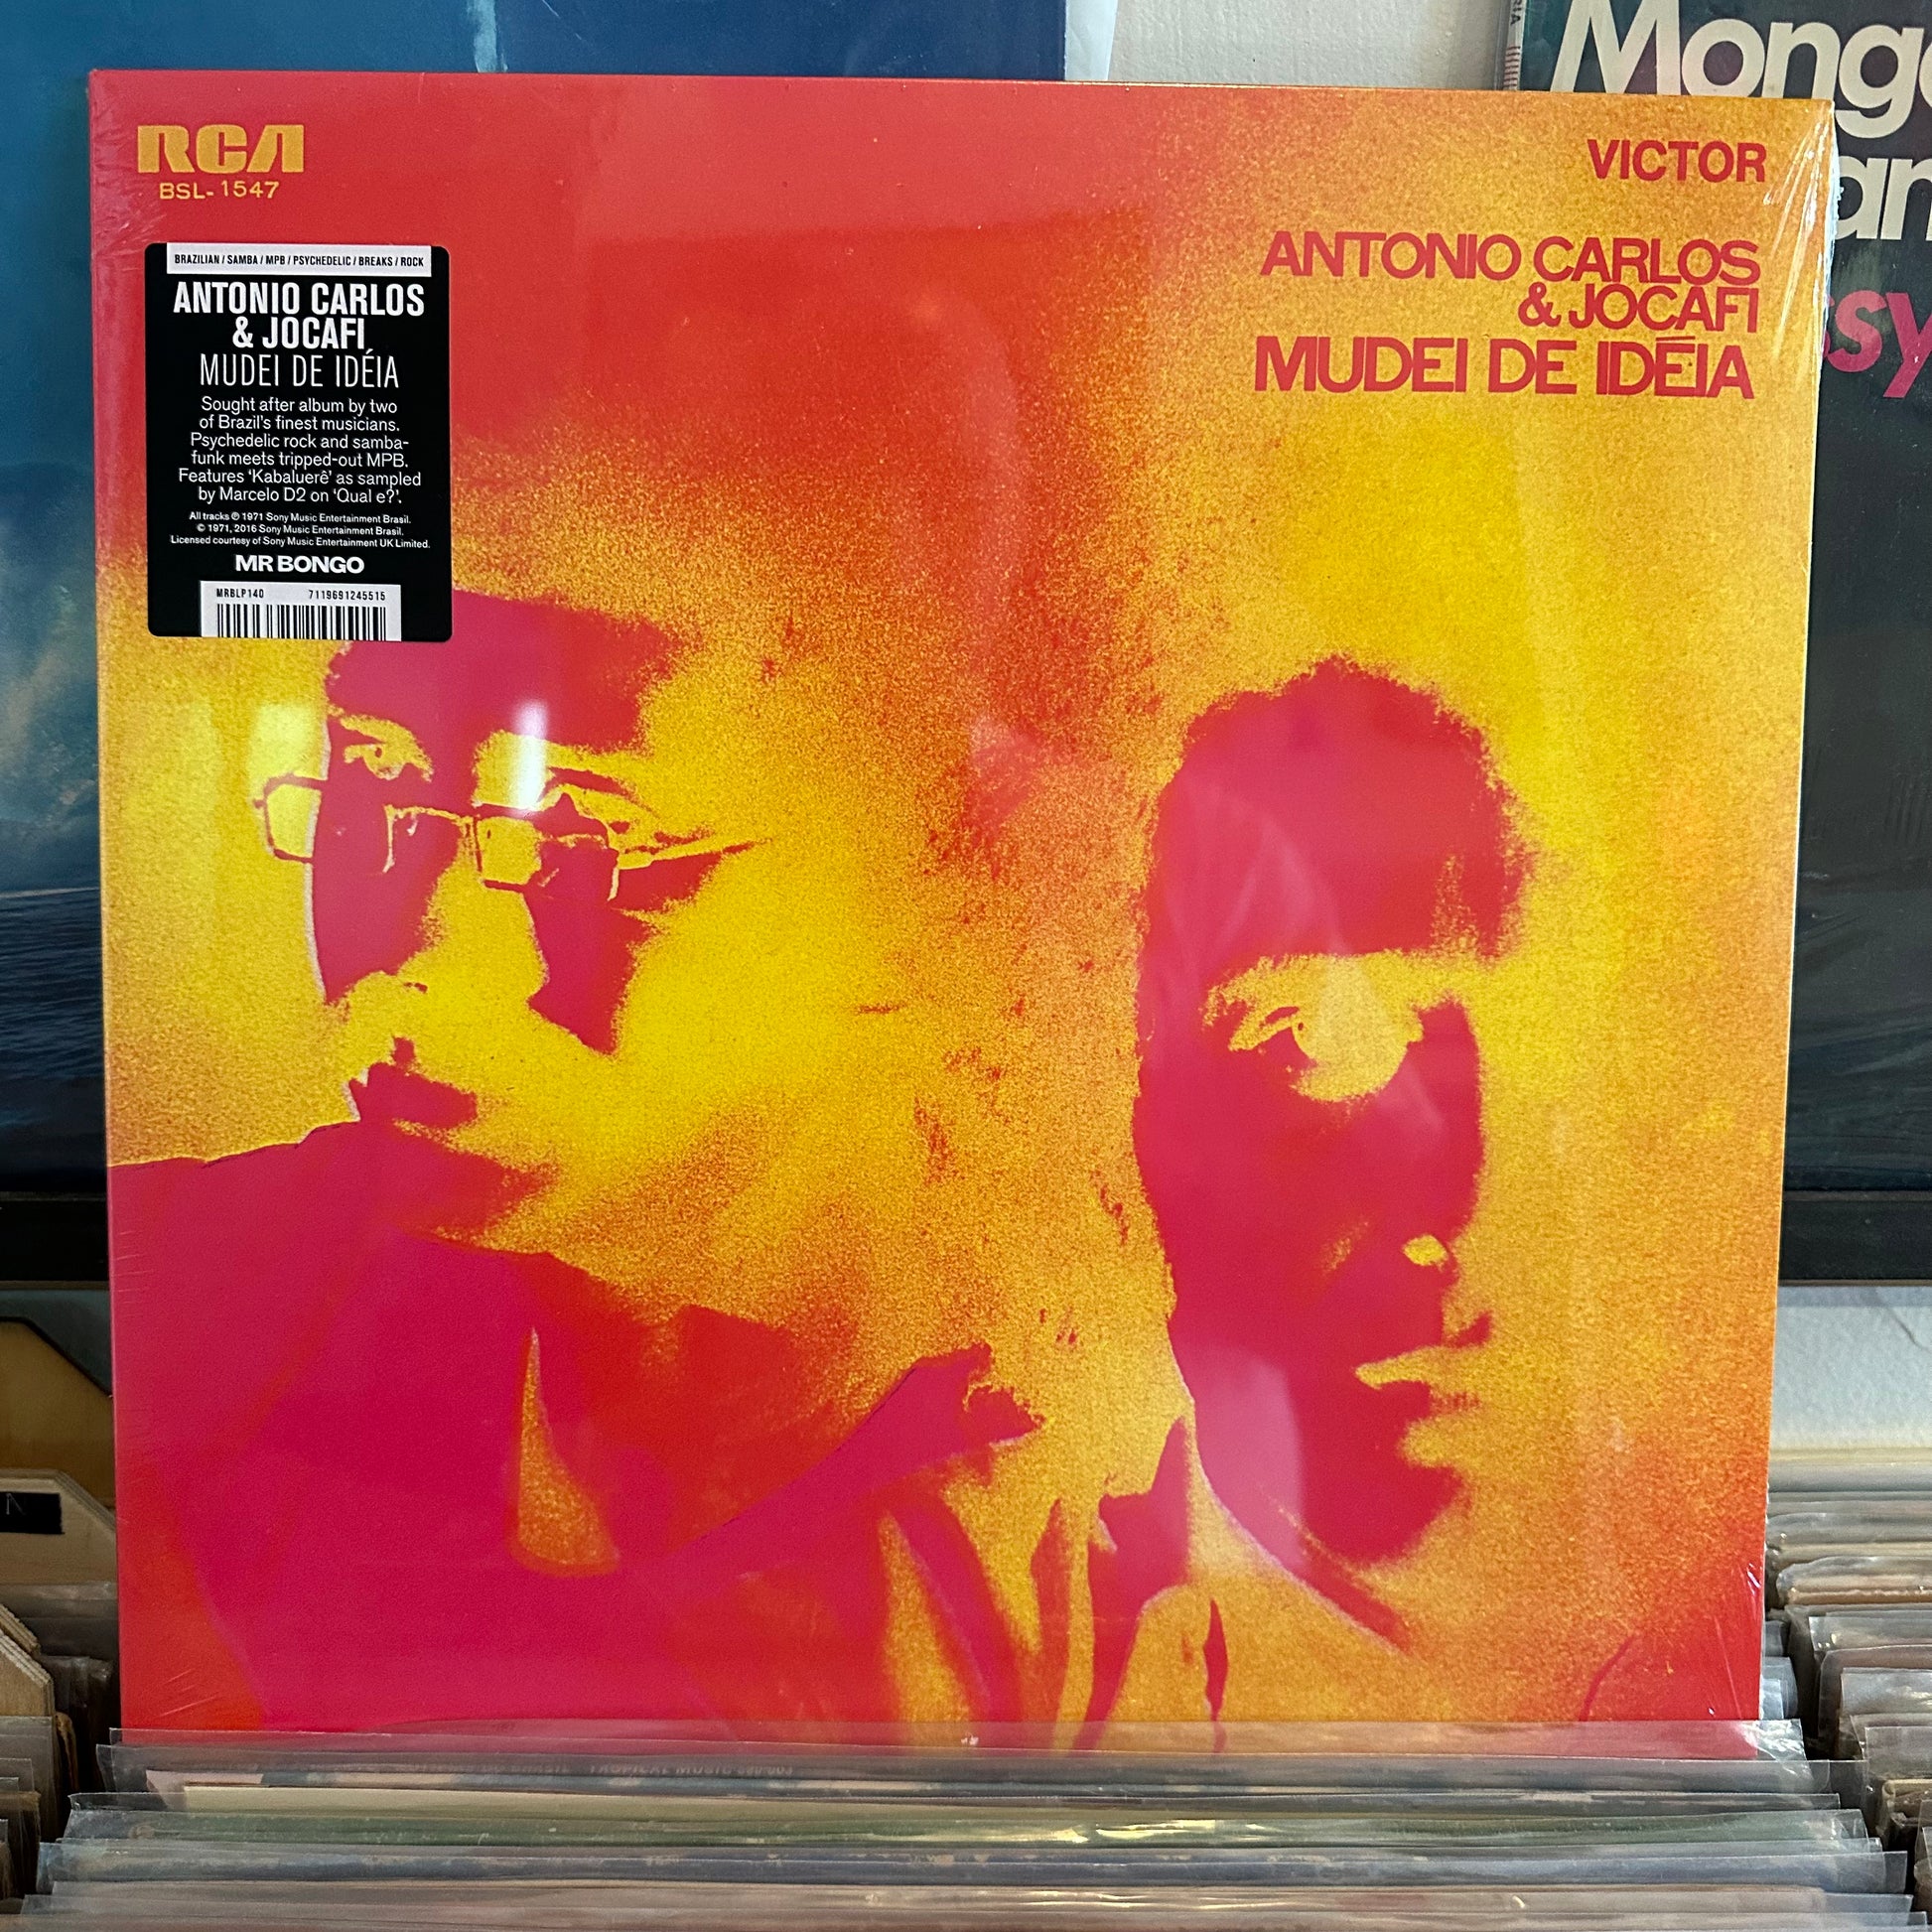 RCA
BSL-1547
VICTOR
ANTONIO CARLOS
& JOCAFI
MUDEI DE IDÉIA
BRAZILIAN / SAMBA / MPB / PSYCHEDELIC / BREAKS / ROCK
ANTONIO CARLOS
& JOCAFI
MUDEI DE IDÉIA
Sought after album by two
of Brazil's finest musicians.
Psychedelic rock and samba-
funk meets tripped-out MPB.
Features ‘Kabaluerê’ as sampled
by Marcelo D2 on ‘Qual e?’.
All tracks ℗ 1971 Sony Music Entertainment Brasil.
© 1971, 2016 Sony Music Entertainment Brasil.
Licensed courtesy of Sony Music Entertainment UK Limited.
MR BONGO
MRBLP140 7119691245515